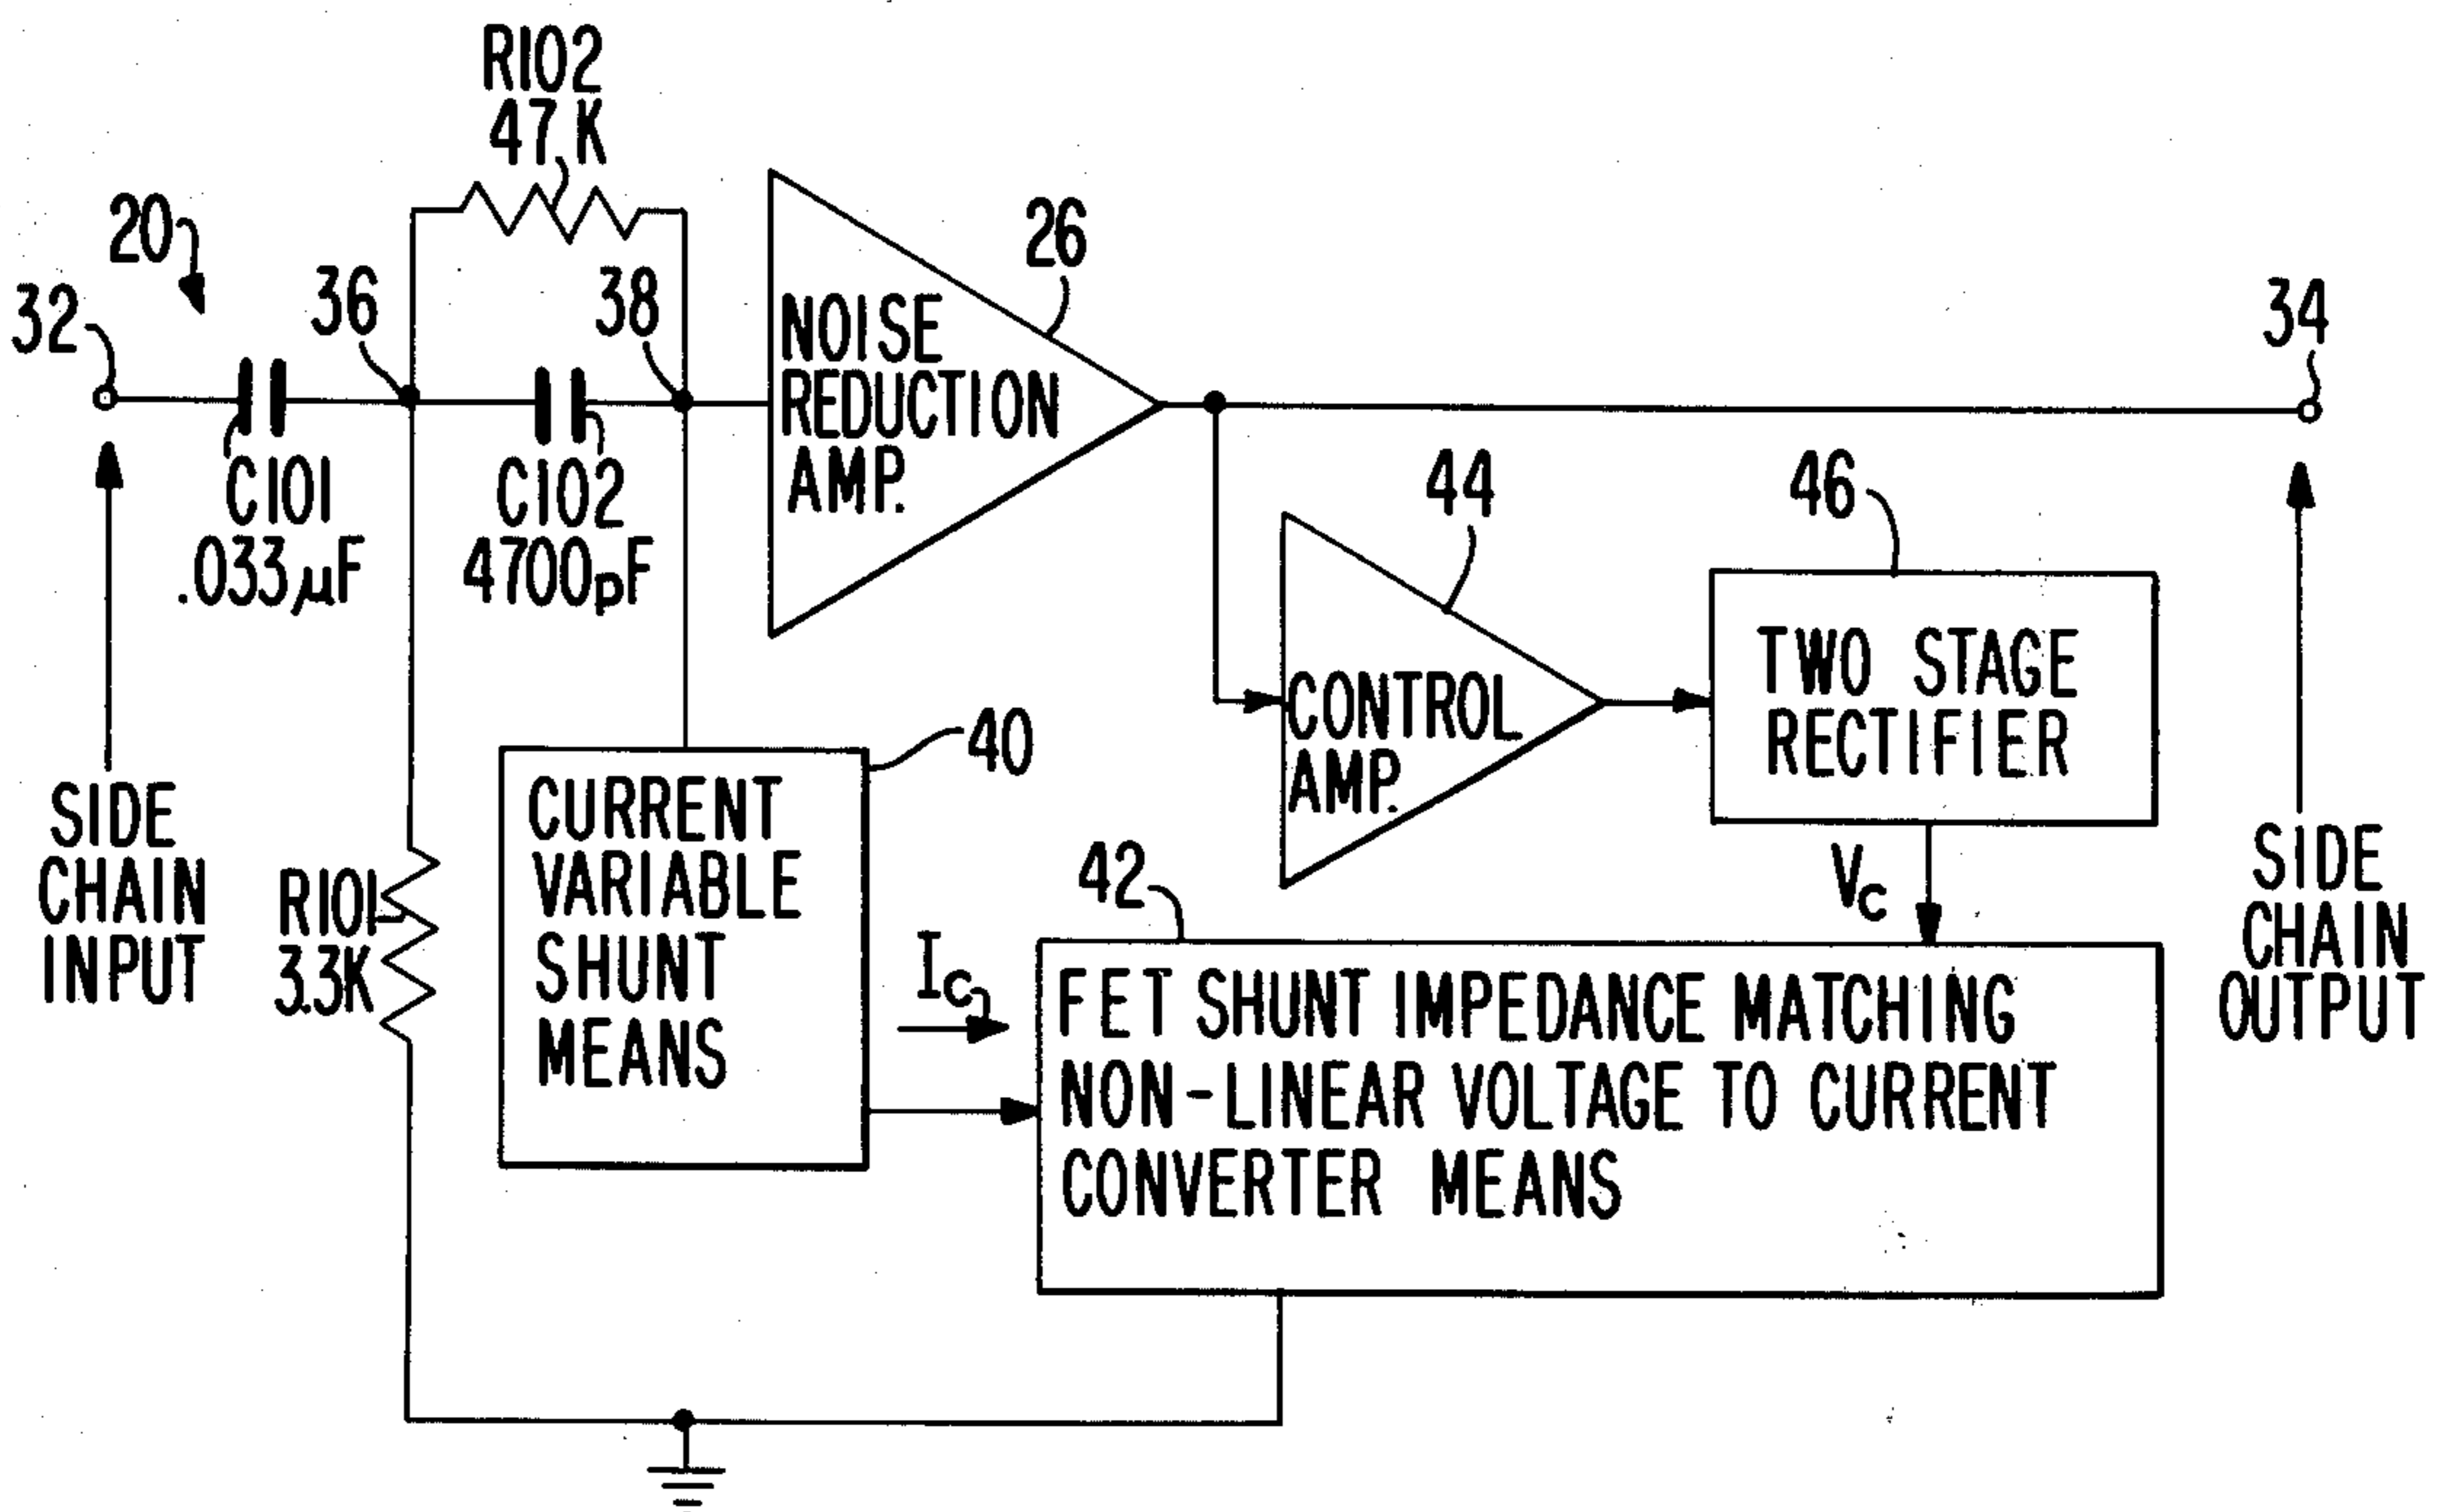 R102
47K
20
32
36
38
26
34
NOISE
REDUCTION
AMP.
C101
.033µF
C102
4700pF
44
46
CONTROL
AMP.
TWO STAGE
RECTIFIER
SIDE
CHAIN
INPUT
R101
3.3K
40
CURRENT
VARIABLE
SHUNT
MEANS
42
Ic
Vc
FET SHUNT IMPEDANCE MATCHING
NON-LINEAR VOLTAGE TO CURRENT
CONVERTER MEANS
SIDE
CHAIN
OUTPUT